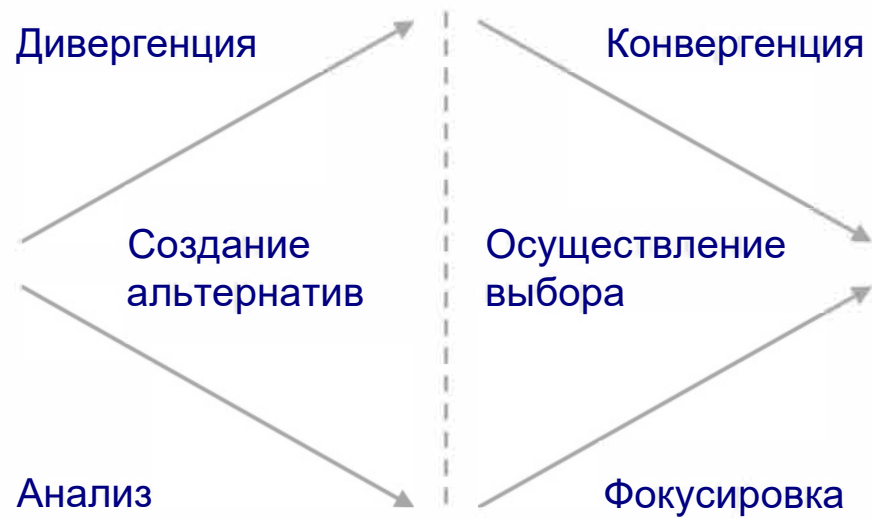 Дивергенция
Конвергенция
Создание
альтернатив
Осуществление
выбора
Анализ
Фокусировка